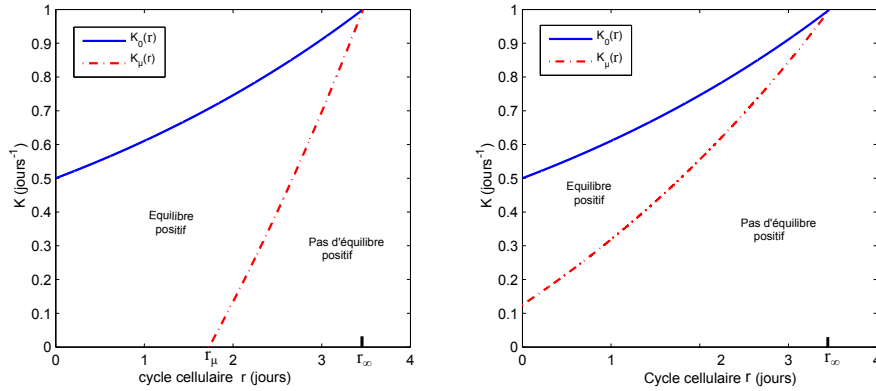 1
0.9
0.8
0.7
0.6
0.5
0.4
0.3
0.2
0.1
0
K (jours⁻¹)
K₀(r)
K_μ(r)
Equilibre
positif
Pas d'équilibre
positif
0 1 r_μ 2 3 r_∞ 4
cycle cellulaire r (jours)
1
0.9
0.8
0.7
0.6
0.5
0.4
0.3
0.2
0.1
0
K (jours⁻¹)
K₀(r)
K_μ(r)
Equilibre
positif
Pas d'équilibre
positif
0 1 2 3 r_∞ 4
Cycle cellulaire r (jours)